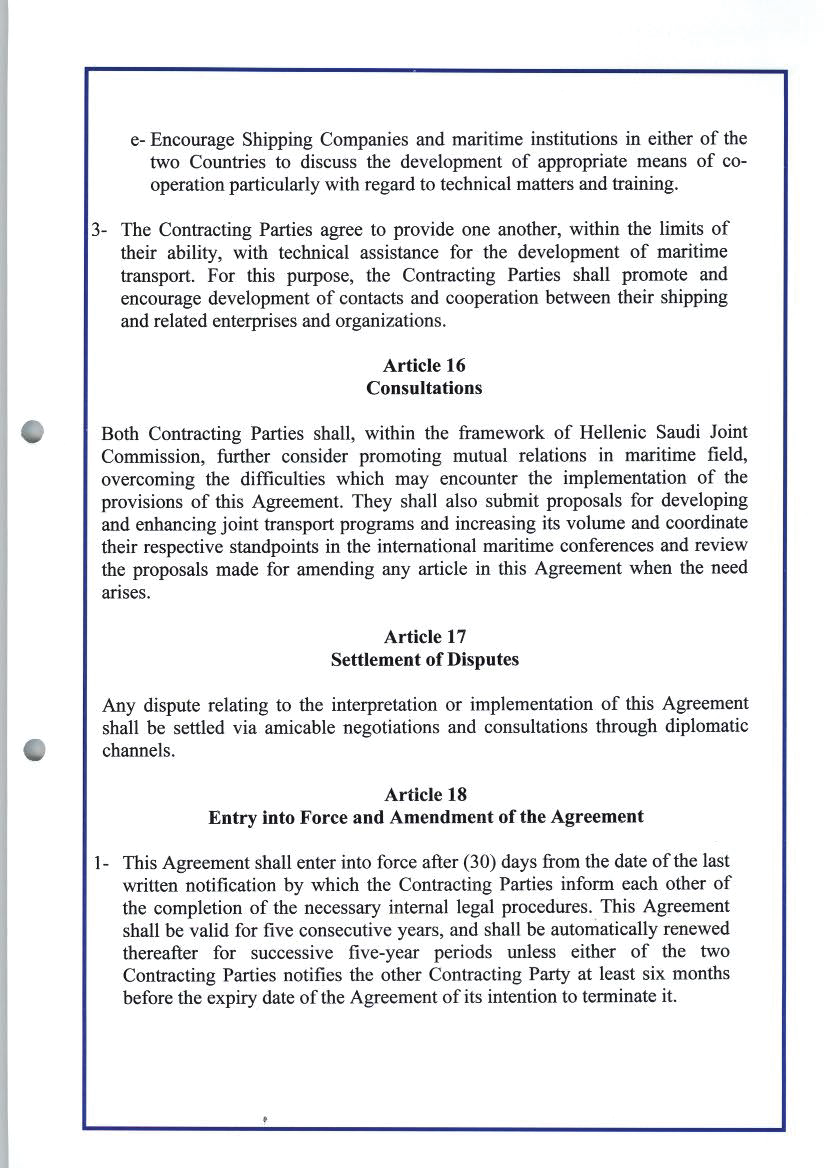 e- Encourage Shipping Companies and maritime institutions in either of the
two Countries to discuss the development of appropriate means of co-
operation particularly with regard to technical matters and training.
3- The Contracting Parties agree to provide one another, within the limits of
their ability, with technical assistance for the development of maritime
transport. For this purpose, the Contracting Parties shall promote and
encourage development of contacts and cooperation between their shipping
and related enterprises and organizations.
Article 16
Consultations
Both Contracting Parties shall, within the framework of Hellenic Saudi Joint
Commission, further consider promoting mutual relations in maritime field,
overcoming the difficulties which may encounter the implementation of the
provisions of this Agreement. They shall also submit proposals for developing
and enhancing joint transport programs and increasing its volume and coordinate
their respective standpoints in the international maritime conferences and review
the proposals made for amending any article in this Agreement when the need
arises.
Article 17
Settlement of Disputes
Any dispute relating to the interpretation or implementation of this Agreement
shall be settled via amicable negotiations and consultations through diplomatic
channels.
Article 18
Entry into Force and Amendment of the Agreement
1- This Agreement shall enter into force after (30) days from the date of the last
written notification by which the Contracting Parties inform each other of
the completion of the necessary internal legal procedures. This Agreement
shall be valid for five consecutive years, and shall be automatically renewed
thereafter for successive five-year periods unless either of the two
Contracting Parties notifies the other Contracting Party at least six months
before the expiry date of the Agreement of its intention to terminate it.